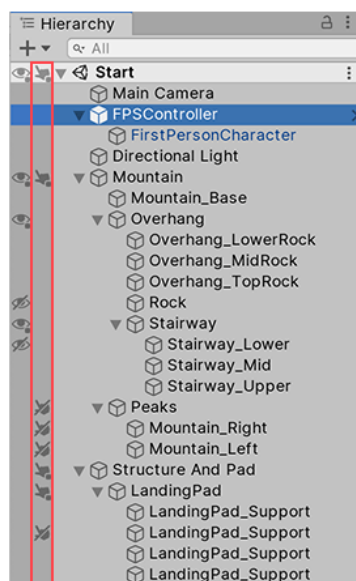 Hierarchy
All
Start
Main Camera
FPSController
FirstPersonCharacter
Directional Light
Mountain
Mountain_Base
Overhang
Overhang_LowerRock
Overhang_MidRock
Overhang_TopRock
Rock
Stairway
Stairway_Lower
Stairway_Mid
Stairway_Upper
Peaks
Mountain_Right
Mountain_Left
Structure And Pad
LandingPad
LandingPad_Support
LandingPad_Support
LandingPad_Support
LandingPad_Support